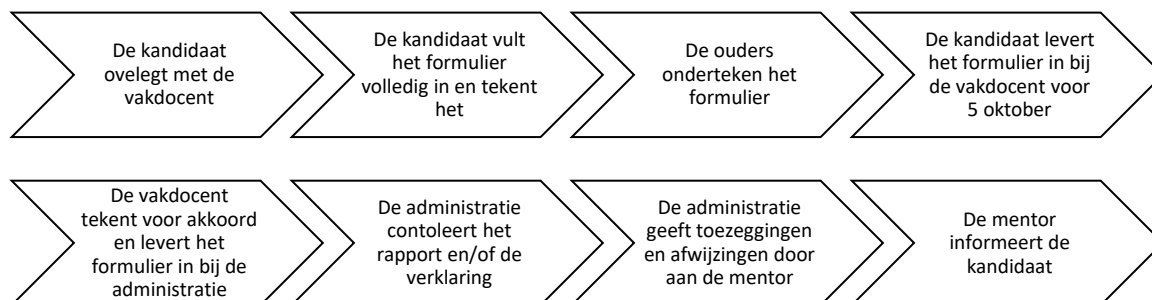 De kandidaat
ovelegt met de
vakdocent
De kandidaat vult
het formulier
volledig in en tekent
het
De ouders
onderteken het
formulier
De kandidaat levert
het formulier in bij
de vakdocent voor
5 oktober
De vakdocent
tekent voor akkoord
en levert het
formulier in bij de
administratie
De administratie
contoleert het
rapport en/of de
verklaring
De administratie
geeft toezeggingen
en afwijzingen door
aan de mentor
De mentor
informeert de
kandidaat